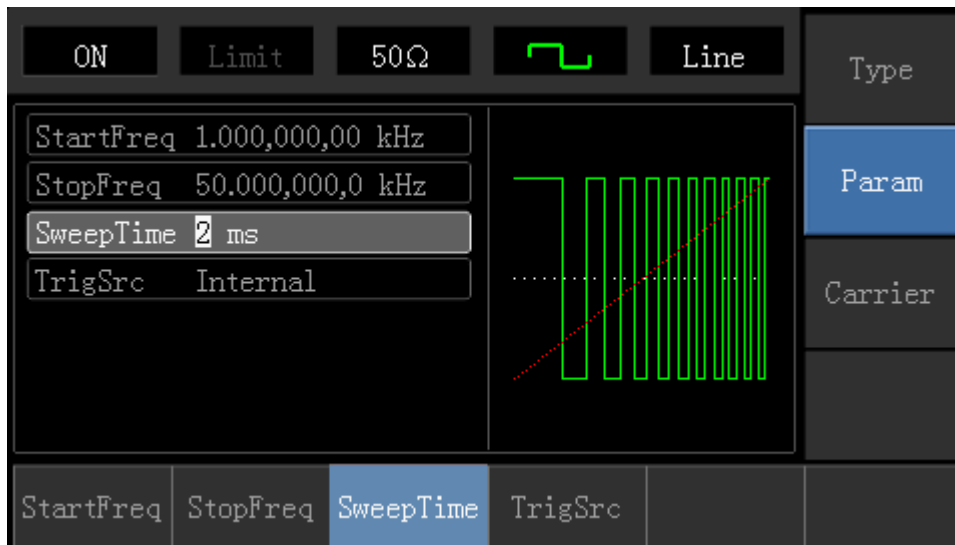 ON Limit 50Ω Line
Type
StartFreq 1.000,000,00 kHz
StopFreq 50.000,000,0 kHz
Param
SweepTime 2 ms
TrigSrc Internal
Carrier
StartFreq StopFreq SweepTime TrigSrc